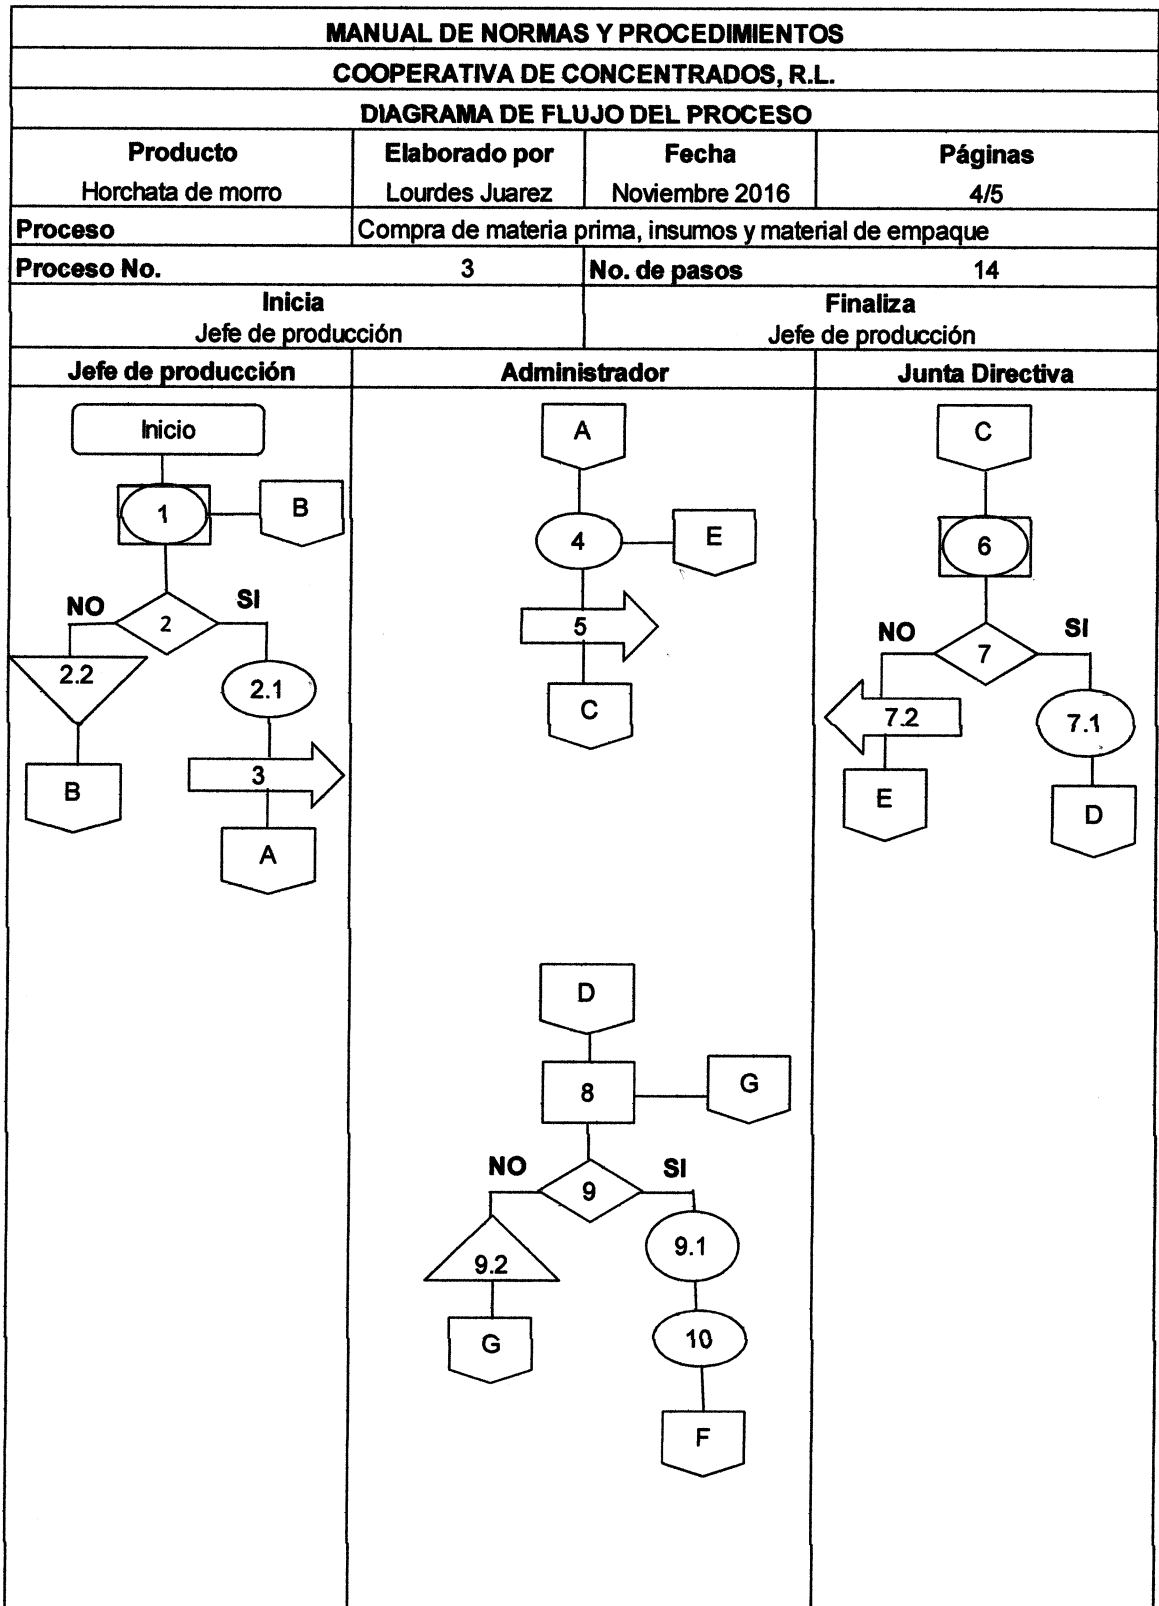 MANUAL DE NORMAS Y PROCEDIMIENTOS
COOPERATIVA DE CONCENTRADOS, R.L.
DIAGRAMA DE FLUJO DEL PROCESO
Producto Elaborado por Fecha Páginas
Horchata de morro Lourdes Juarez Noviembre 2016 4/5
Proceso Compra de materia prima, insumos y material de empaque
Proceso No. 3 No. de pasos 14
Inicia Finaliza
Jefe de producción Jefe de producción
Jefe de producción Administrador Junta Directiva
Inicio
1
B
NO
2
SI
2.2
2.1
3
B
A
A
4
E
5
C
C
6
NO
7
SI
7.2
7.1
E
D
D
8
G
NO
9
SI
9.2
9.1
G
10
F